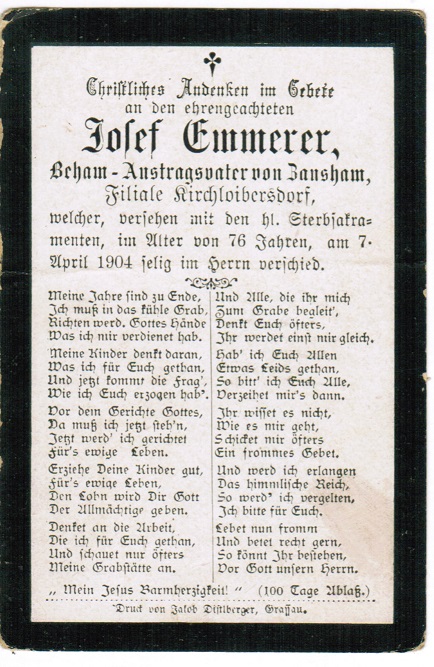 Christliches Andenken im Gebete
an den ehrengeachteten
Josef Emmerer,
Beham-Austragsvater von Zansham,
Filiale Kirchloibersdorf,
welcher, versehen mit den hl. Sterbsakra-
menten, im Alter von 76 Jahren, am 7.
April 1904 selig im Herrn verschied.
Meine Jahre sind zu Ende,
Ich muß in das kühle Grab,
Richten werd. Gottes Hände
Was ich mir verdienet hab.
Meine Kinder denkt daran,
Was ich für Euch gethan,
Und jetzt kommt die Frag',
Wie ich Euch erzogen hab'.
Vor dem Gerichte Gottes,
Da muß ich jetzt steh'n,
Jetzt werd' ich gerichtet
Für's ewige Leben.
Erziehe Deine Kinder gut,
Für's ewige Leben,
Den Lohn wird Dir Gott
Der Allmächtige geben.
Denket an die Arbeit,
Die ich für Euch gethan,
Und schauet nur öfters
Meine Grabstätte an.
Und Alle, die ihr mich
Zum Grabe begleit',
Denkt Euch öfters,
Ihr werdet einst mir gleich.
Hab' ich Euch Allen
Etwas Leids gethan,
So bitt' ich Euch Alle,
Verzeihet mir's dann.
Ihr wisset es nicht,
Wie es mir geht,
Schicket mir öfters
Ein frommes Gebet.
Und werd ich erlangen
Das himmlische Reich,
So werd' ich vergelten,
Ich bitte für Euch.
Lebet nun fromm
Und betet recht gern,
So könnt Ihr bestehen,
Vor Gott unsern Herrn.
„Mein Jesus Barmherzigkeit!" (100 Tage Ablaß.)
Druck von Jakob Distlberger, Grassau.